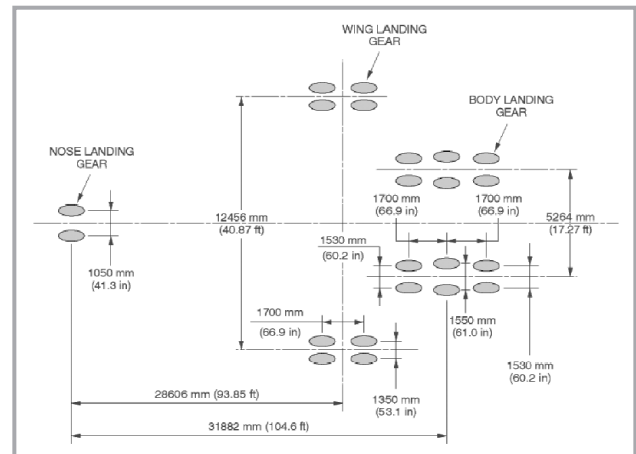 WING LANDING
GEAR
BODY LANDING
GEAR
NOSE LANDING
GEAR
1700 mm
(66.9 in)
1700 mm
(66.9 in)
12456 mm
(40.87 ft)
5264 mm
(17.27 ft)
1530 mm
(60.2 in)
1050 mm
(41.3 in)
1700 mm
(66.9 in)
1550 mm
(61.0 in)
1530 mm
(60.2 in)
1350 mm
(53.1 in)
28606 mm (93.85 ft)
31882 mm (104.6 ft)